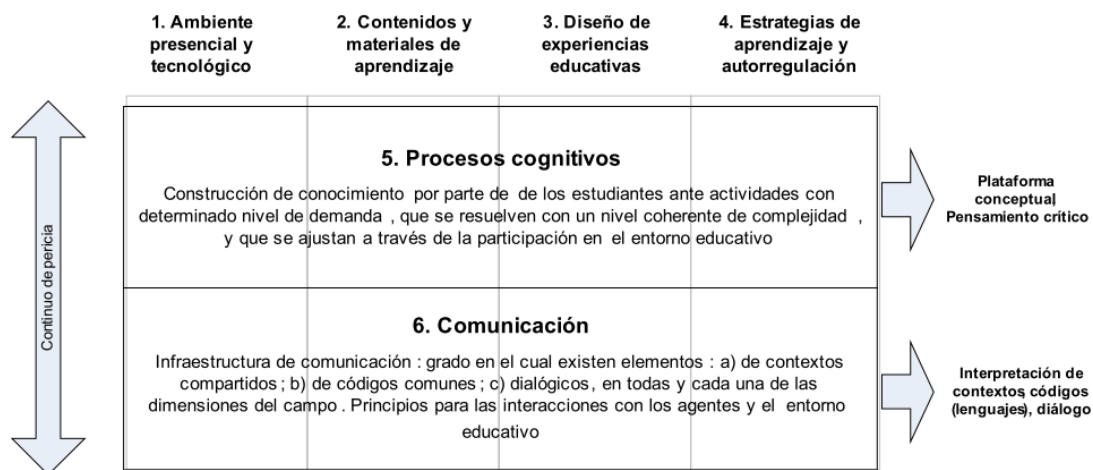 1. Ambiente
presencial y
tecnológico
2. Contenidos y
materiales de
aprendizaje
3. Diseño de
experiencias
educativas
4. Estrategias de
aprendizaje y
autorregulación
Continuo de pericia
5. Procesos cognitivos
Construcción de conocimiento por parte de de los estudiantes ante actividades con
determinado nivel de demanda , que se resuelven con un nivel coherente de complejidad ,
y que se ajustan a través de la participación en el entorno educativo
Plataforma
conceptual,
Pensamiento crítico
6. Comunicación
Infraestructura de comunicación : grado en el cual existen elementos : a) de contextos
compartidos ; b) de códigos comunes ; c) dialógicos, en todas y cada una de las
dimensiones del campo . Principios para las interacciones con los agentes y el entorno
educativo
Interpretación de
contextos, códigos
(lenguajes), diálogo